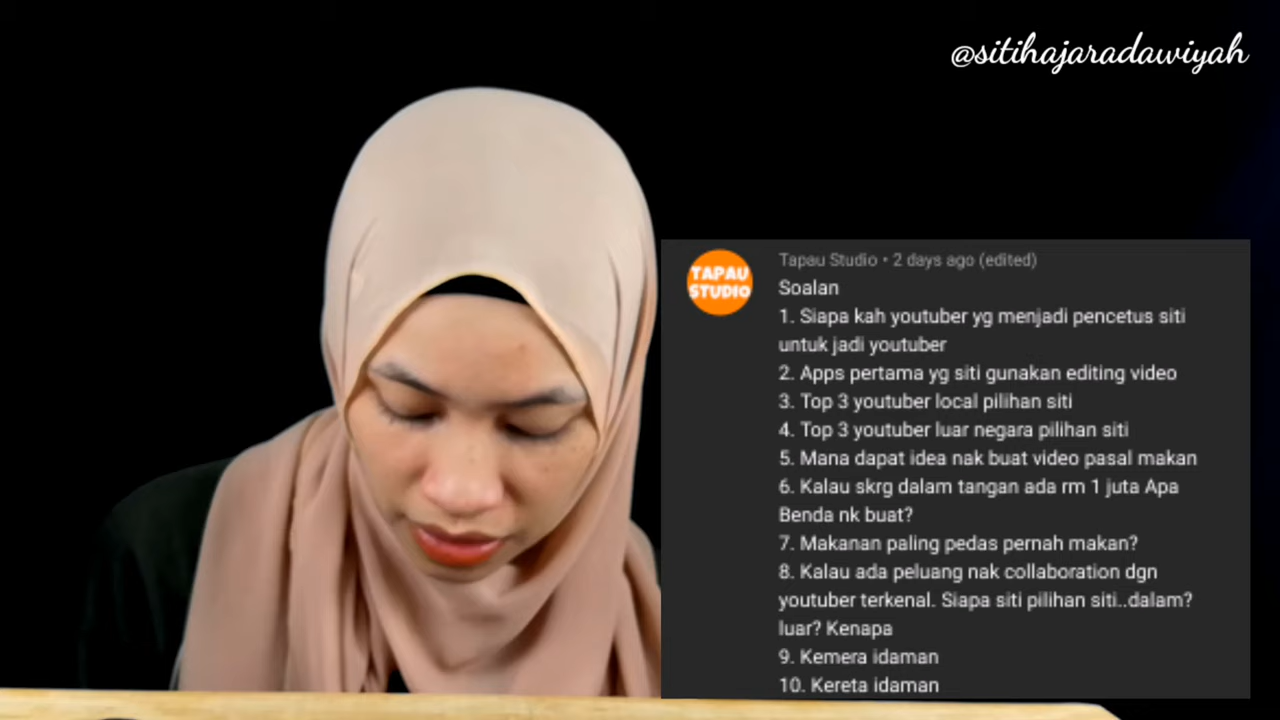 @sitihajaradawiyah
TAPAU
STUDIO
Tapau Studio • 2 days ago (edited)
Soalan
1. Siapa kah youtuber yg menjadi pencetus siti
untuk jadi youtuber
2. Apps pertama yg siti gunakan editing video
3. Top 3 youtuber local pilihan siti
4. Top 3 youtuber luar negara pilihan siti
5. Mana dapat idea nak buat video pasal makan
6. Kalau skrg dalam tangan ada rm 1 juta Apa
Benda nk buat?
7. Makanan paling pedas pernah makan?
8. Kalau ada peluang nak collaboration dgn
youtuber terkenal. Siapa siti pilihan siti..dalam?
luar? Kenapa
9. Kemera idaman
10. Kereta idaman